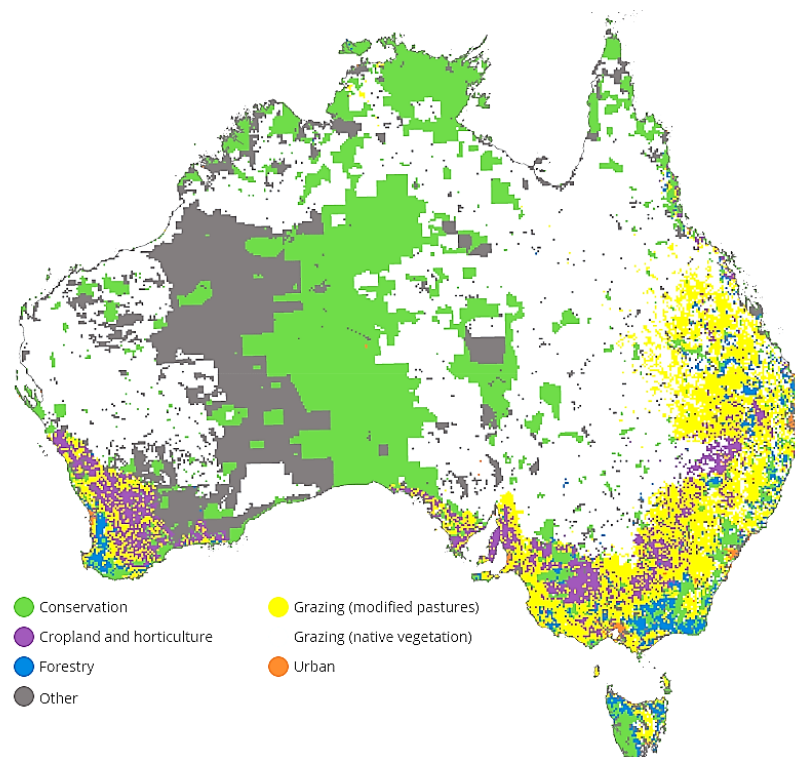 Conservation
Cropland and horticulture
Forestry
Other
Grazing (modified pastures)
Grazing (native vegetation)
Urban